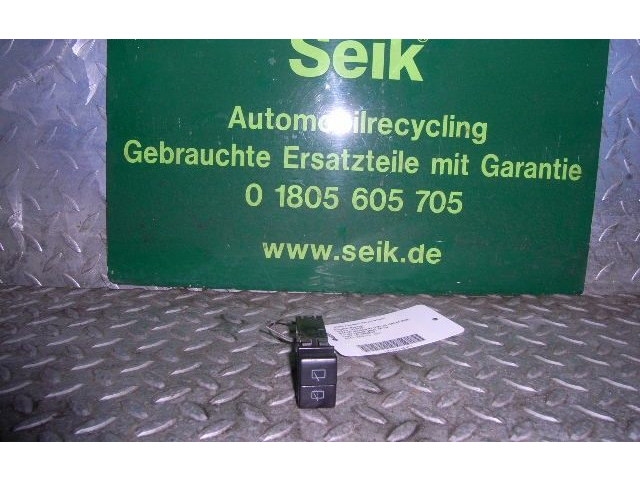 Seik
Automobilrecycling
Gebrauchte Ersatzteile mit Garantie
0 1805 605 705
www.seik.de